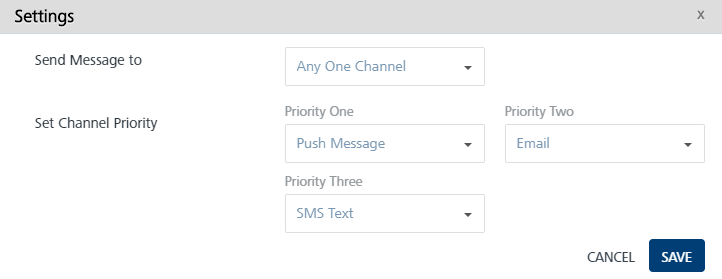 Settings x
Send Message to Any One Channel
Priority One Priority Two
Set Channel Priority Push Message Email
Priority Three
SMS Text
CANCEL SAVE